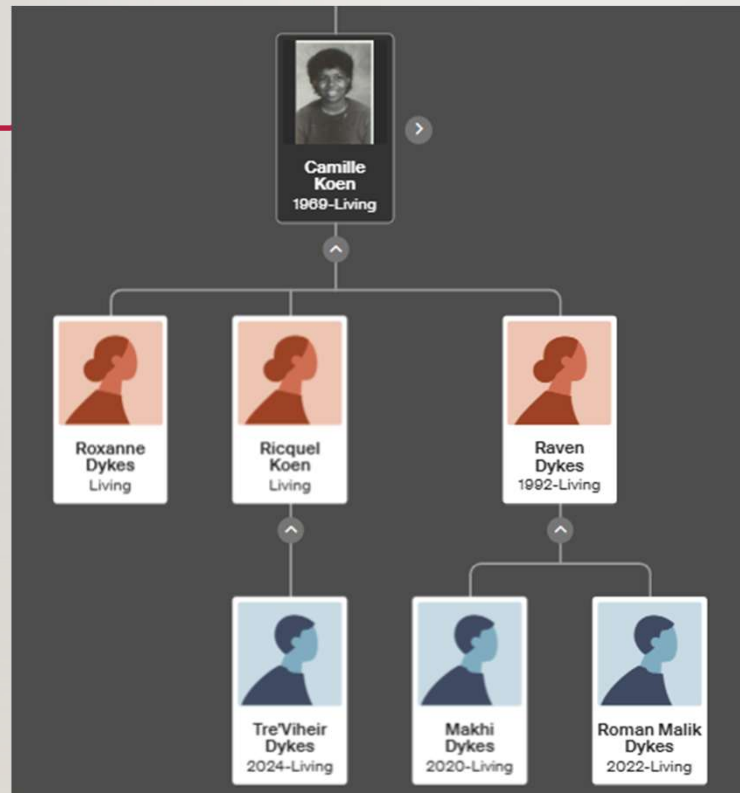 Camille
Koen
1969-Living
Roxanne
Dykes
Living
Ricquel
Koen
Living
Raven
Dykes
1992-Living
Tre'Viheir
Dykes
2024-Living
Makhi
Dykes
2020-Living
Roman Malik
Dykes
2022-Living